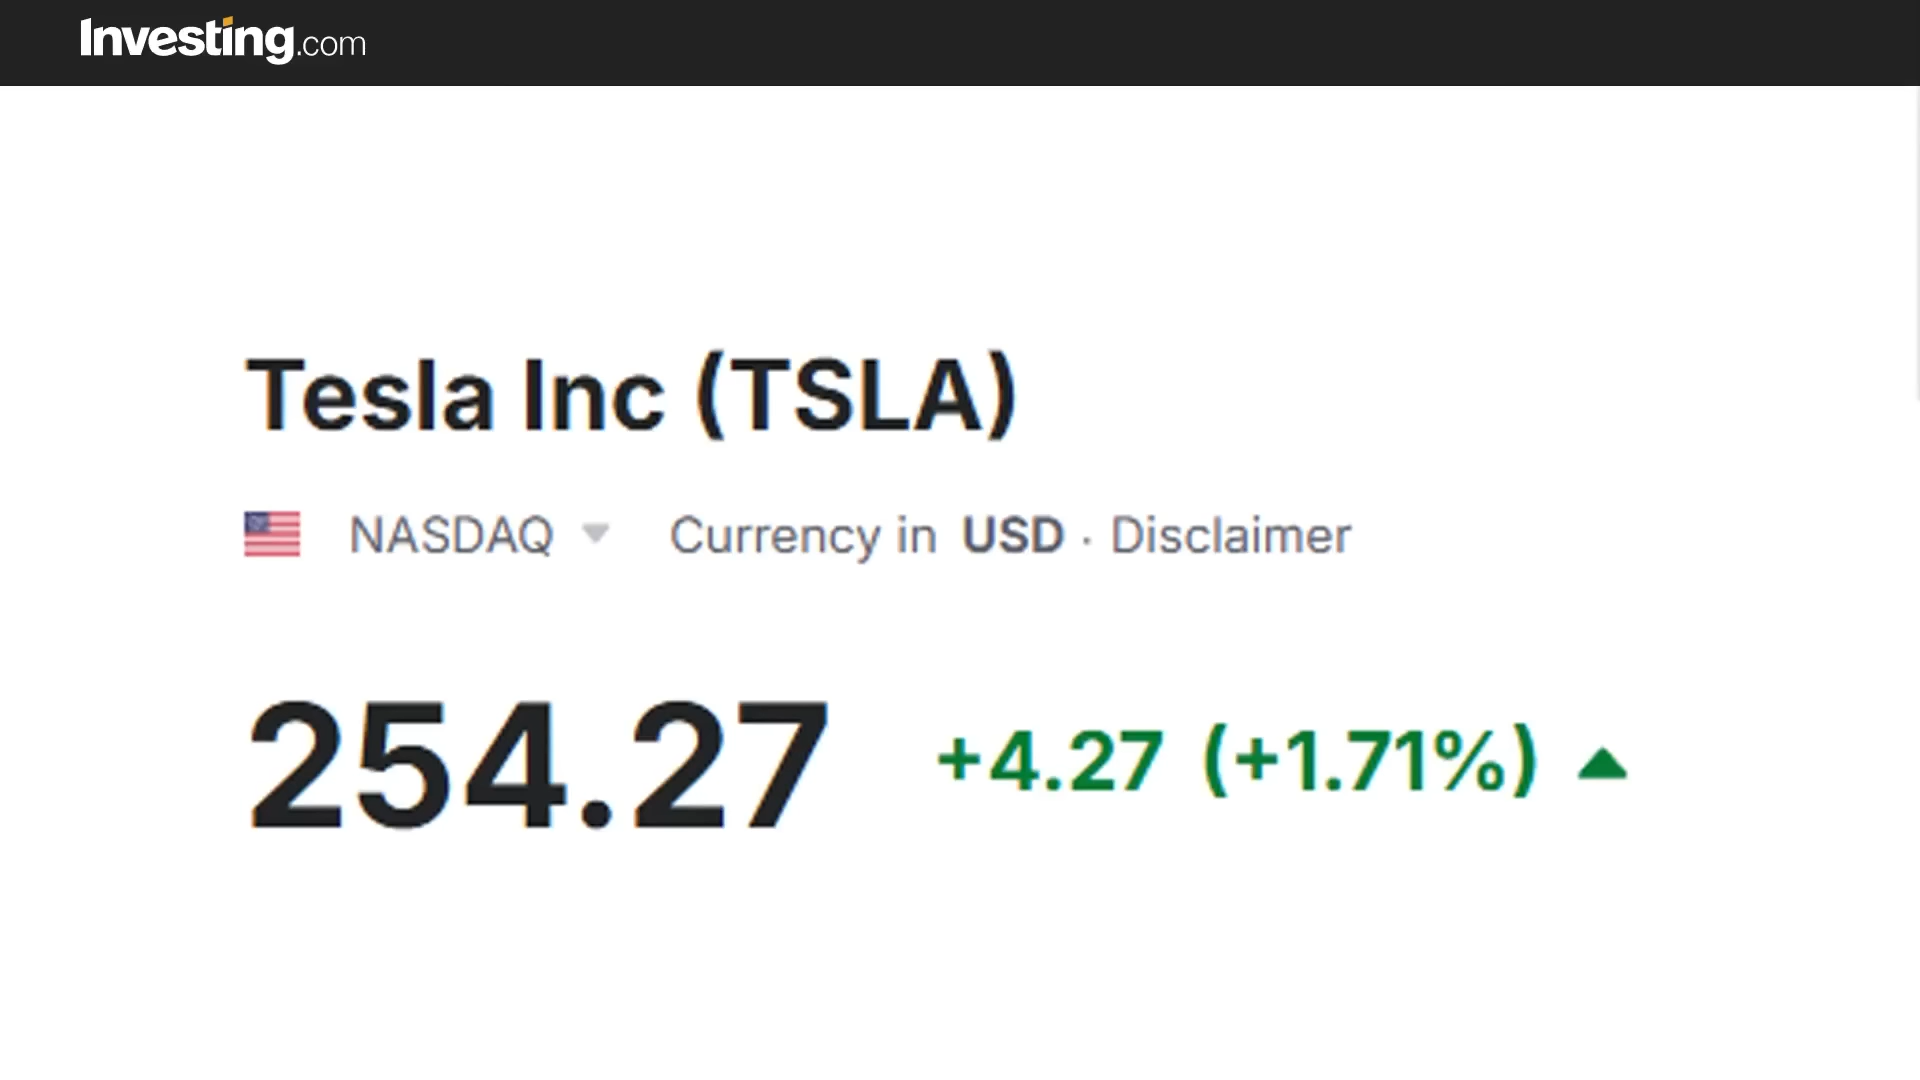 Investing.com
Tesla Inc (TSLA)
NASDAQ Currency in USD · Disclaimer
254.27 +4.27 (+1.71%)